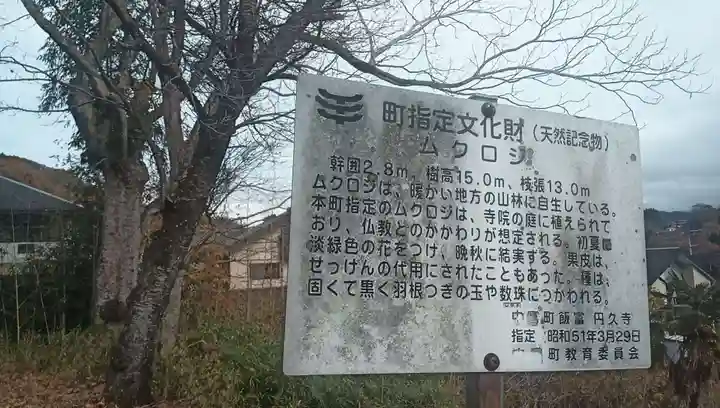 町指定文化財（天然記念物）
ムクロジ
幹囲2.8m、樹高15.0m、枝張13.0m
ムクロジは、暖かい地方の山林に自生している。
本町指定のムクロジは、寺院の庭に植えられて
おり、仏教とのかかわりが想定される。初夏
淡緑色の花をつけ、晩秋に結実する。果皮は、
せっけんの代用にされたこともあった。種は、
固くて黒く羽根つぎの玉や数珠につかわれる。
町飯富 円久寺
指定 昭和51年3月29日
町教育委員会